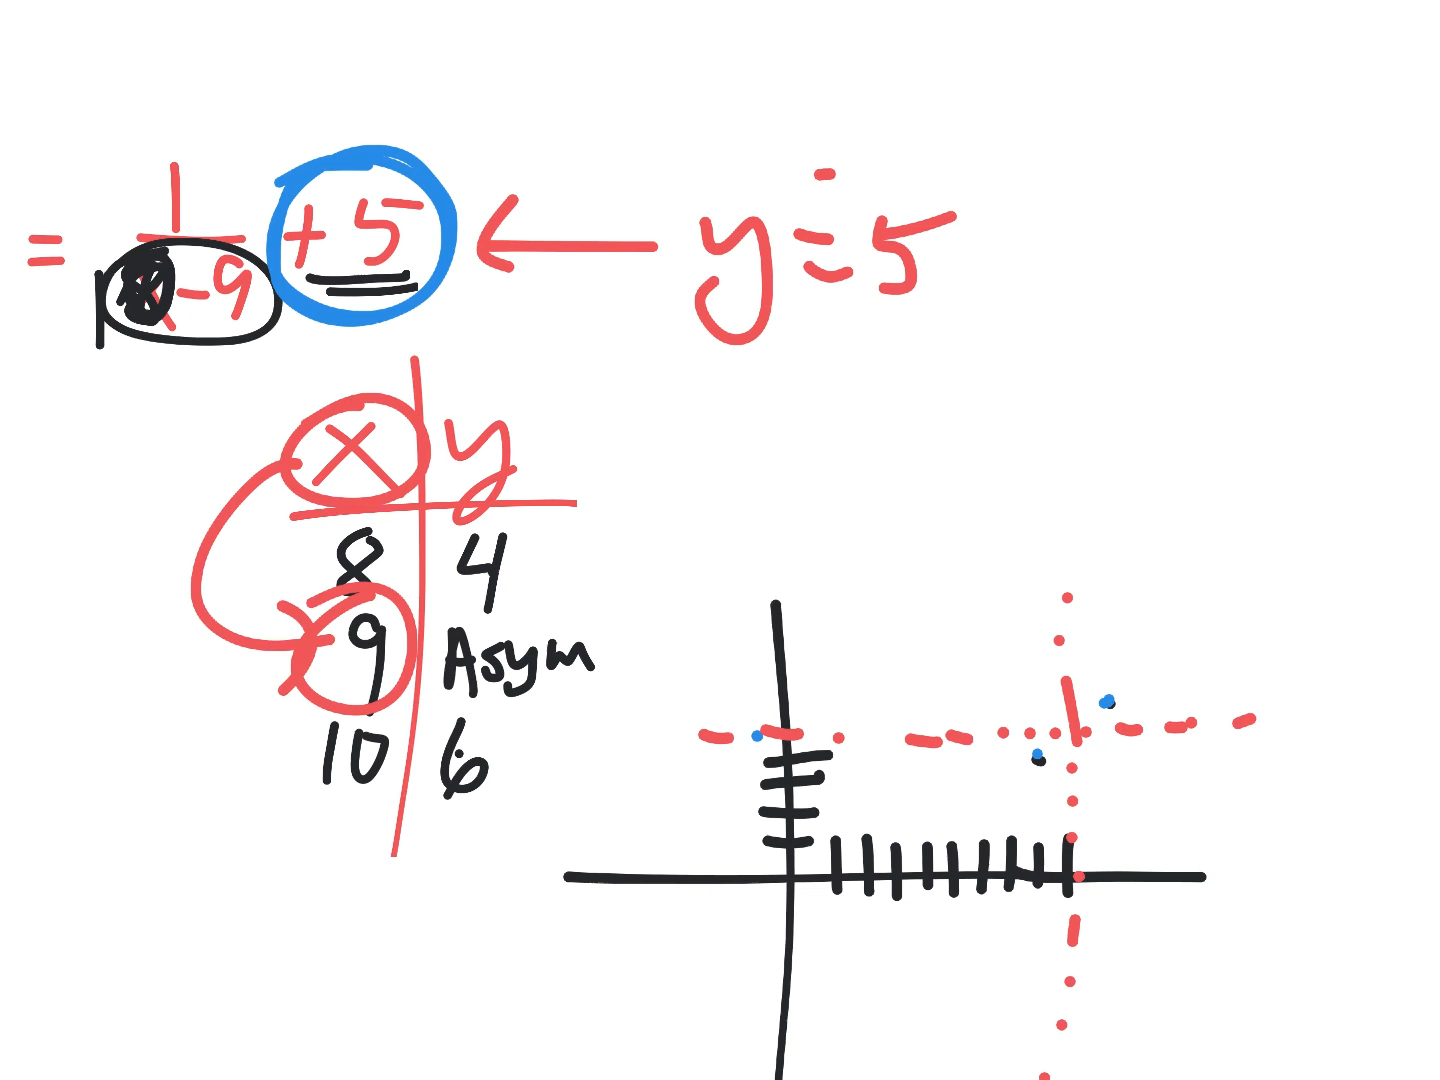 = 1/(x-9) + 5 ← y = 5
x y
8 4
9 Asym
10 6